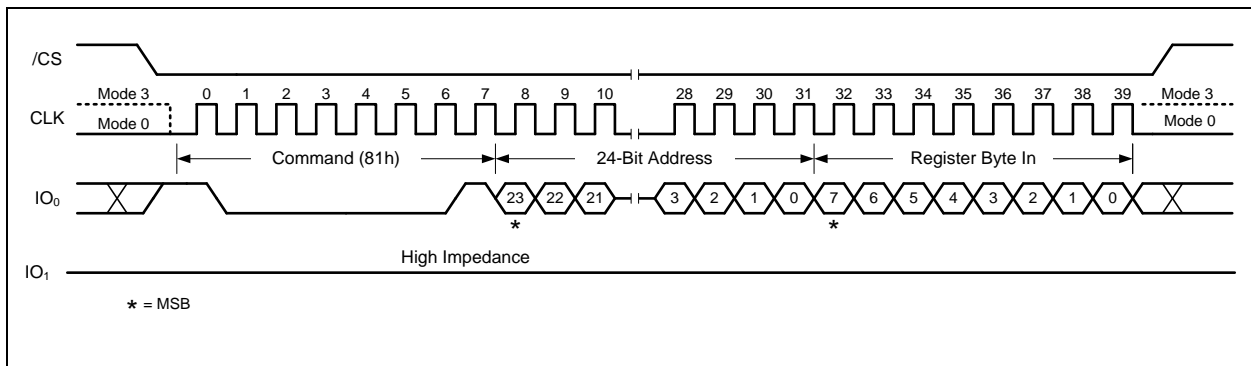 /CS
Mode 3 0 1 2 3 4 5 6 7 8 9 10 28 29 30 31 32 33 34 35 36 37 38 39 Mode 3
CLK
Mode 0 Mode 0
Command (81h) 24-Bit Address Register Byte In
IO₀ 23 22 21 3 2 1 0 7 6 5 4 3 2 1 0
* *
High Impedance
IO₁
* = MSB